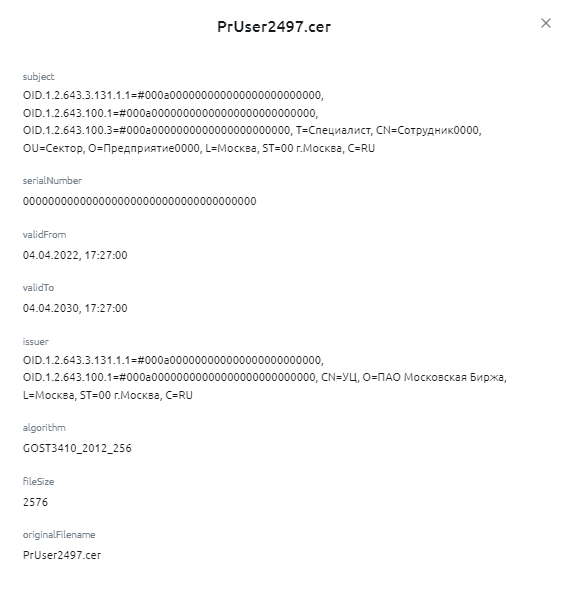 PrUser2497.cer
subject
OID.1.2.643.3.131.1.1=#000a000000000000000000000000,
OID.1.2.643.100.1=#000a00000000000000000000000000,
OID.1.2.643.100.3=#000a0000000000000000000000, T=Специалист, CN=Сотрудник0000,
OU=Сектор, O=Предприятие0000, L=Москва, ST=00 г.Москва, C=RU
serialNumber
0000000000000000000000000000000000000000
validFrom
04.04.2022, 17:27:00
validTo
04.04.2030, 17:27:00
issuer
OID.1.2.643.3.131.1.1=#000a000000000000000000000000,
OID.1.2.643.100.1=#000a00000000000000000000000000, CN=УЦ, O=ПАО Московская Биржа,
L=Москва, ST=00 г.Москва, C=RU
algorithm
GOST3410_2012_256
fileSize
2576
originalFilename
PrUser2497.cer